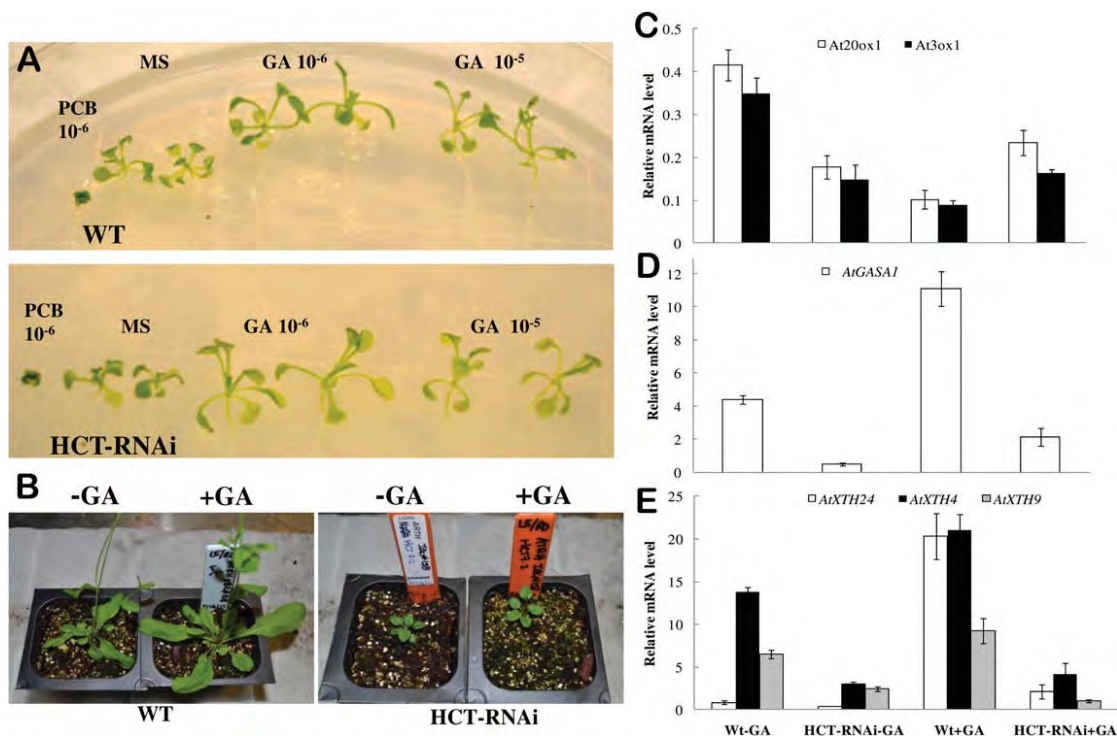 A
MS
GA 10⁻⁶
GA 10⁻⁵
PCB
10⁻⁶
WT
PCB
10⁻⁶
MS
GA 10⁻⁶
GA 10⁻⁵
HCT-RNAi
B
-GA
+GA
-GA
+GA
WT
HCT-RNAi
C
At20ox1
At3ox1
Relative mRNA level
0.5
0.4
0.3
0.2
0.1
0
D
AtGASA1
Relative mRNA level
12
10
8
6
4
2
0
E
AtXTH24
AtXTH4
AtXTH9
Relative mRNA level
25
20
15
10
5
0
Wt-GA
HCT-RNAi-GA
Wt+GA
HCT-RNAi+GA